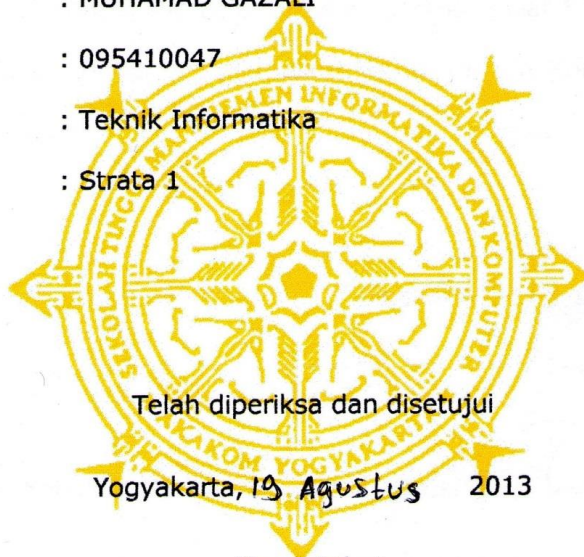 : MUHAMAD GAZALI
: 095410047
: Teknik Informatika
: Strata 1
SEKOLAH TINGGI MANAJEMEN INFORMATIKA DAN KOMPUTER
AKAKOM YOGYAKARTA
Telah diperiksa dan disetujui
Yogyakarta, 19 Agustus 2013